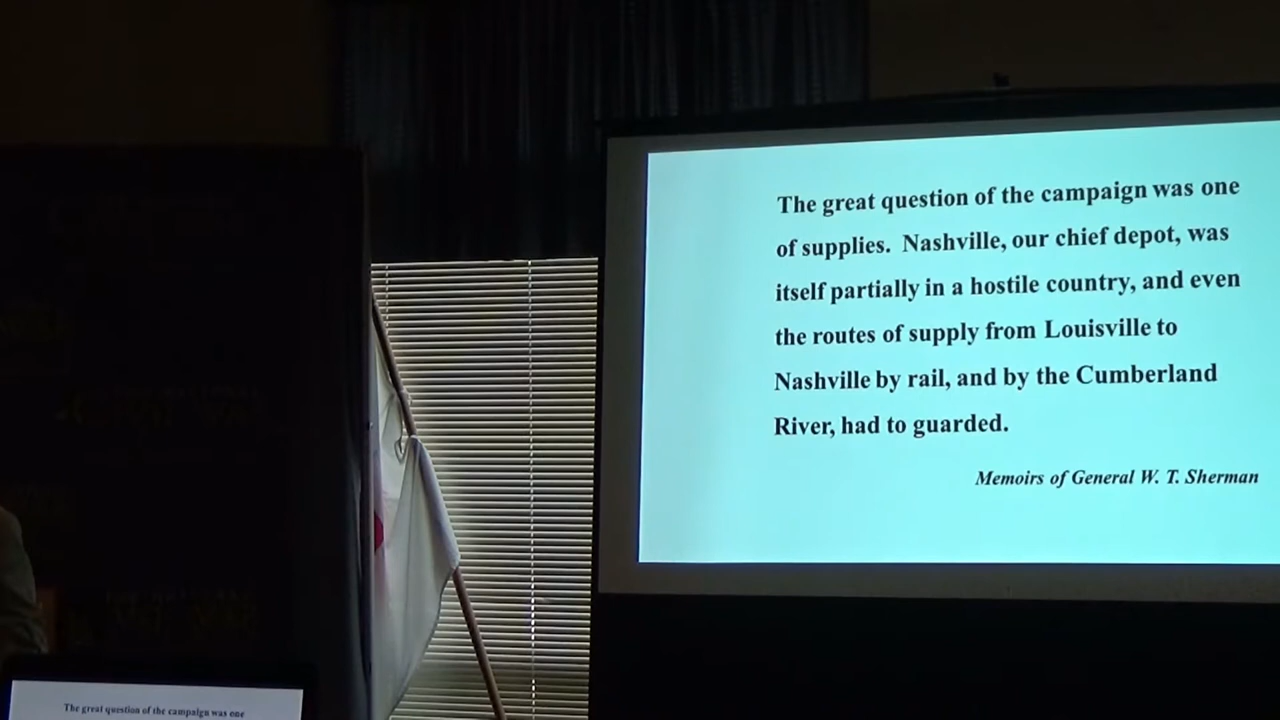 The great question of the campaign was one
of supplies. Nashville, our chief depot, was
itself partially in a hostile country, and even
the routes of supply from Louisville to
Nashville by rail, and by the Cumberland
River, had to guarded.
Memoirs of General W. T. Sherman
The great question of the campaign was one